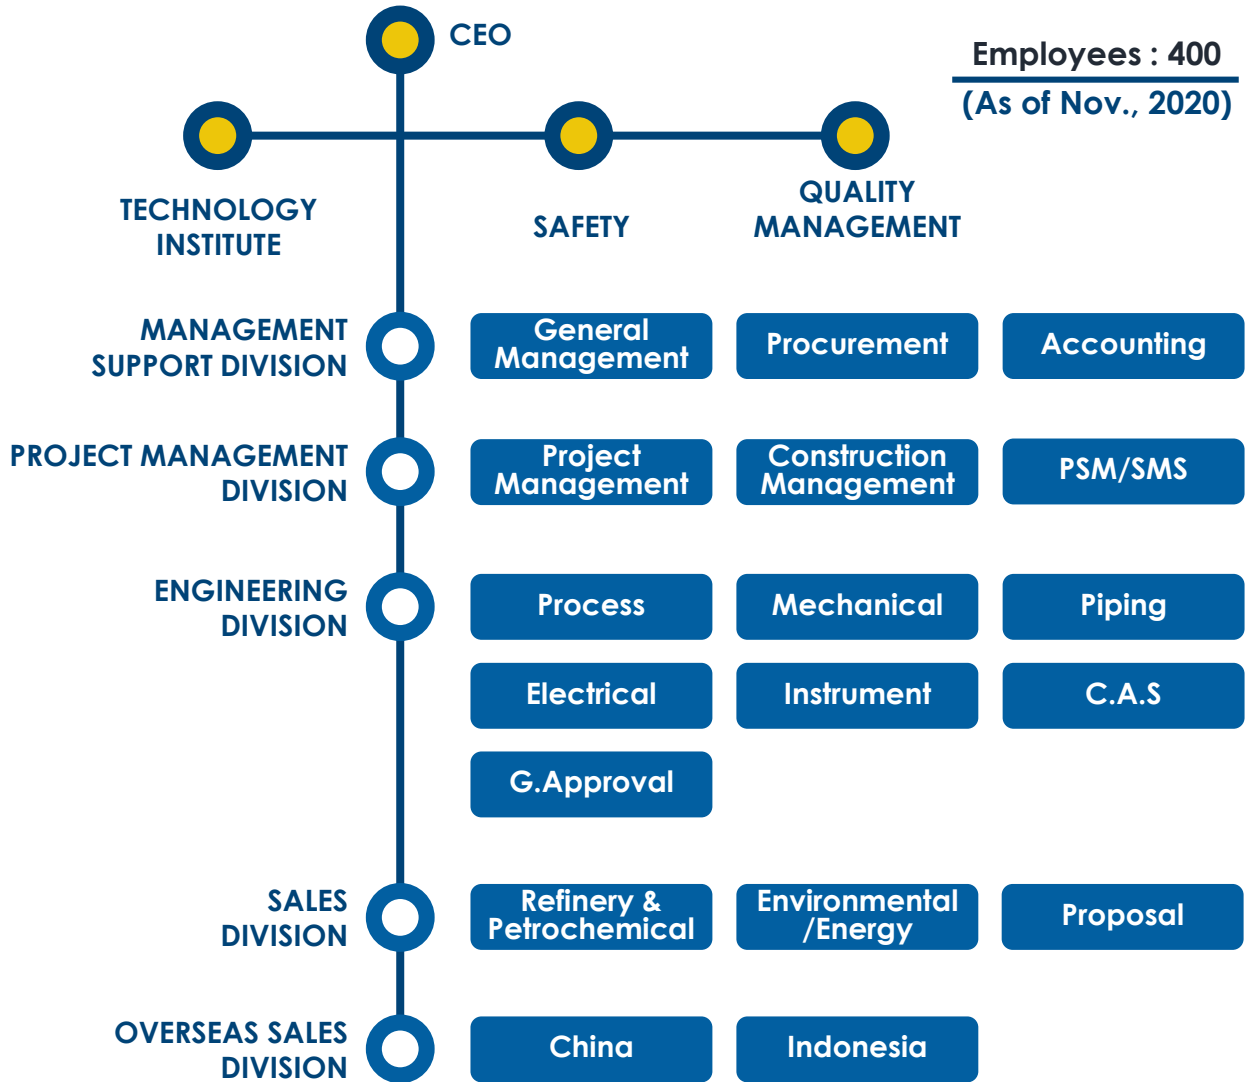 CEO
Employees : 400
(As of Nov., 2020)
TECHNOLOGY
INSTITUTE
SAFETY
QUALITY
MANAGEMENT
MANAGEMENT
SUPPORT DIVISION
General
Management
Procurement
Accounting
PROJECT MANAGEMENT
DIVISION
Project
Management
Construction
Management
PSM/SMS
ENGINEERING
DIVISION
Process
Mechanical
Piping
Electrical
Instrument
C.A.S
G.Approval
SALES
DIVISION
Refinery &
Petrochemical
Environmental
/Energy
Proposal
OVERSEAS SALES
DIVISION
China
Indonesia